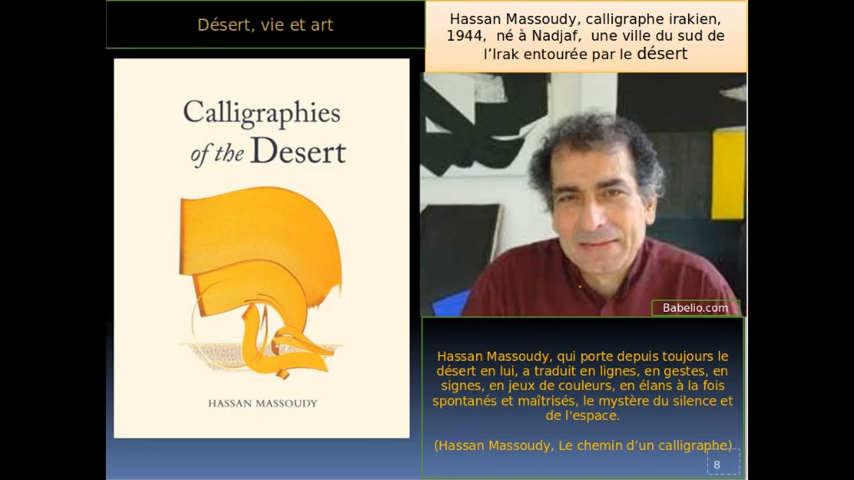 Désert, vie et art
Hassan Massoudy, calligraphe irakien,
1944, né à Nadjaf, une ville du sud de
l’Irak entourée par le désert
Calligraphies
of the Desert
HASSAN MASSOUDY
Babelio.com
Hassan Massoudy, qui porte depuis toujours le
désert en lui, a traduit en lignes, en gestes, en
signes, en jeux de couleurs, en élans à la fois
spontanés et maîtrisés, le mystère du silence et
de l’espace.
(Hassan Massoudy, Le chemin d’un calligraphe)
8